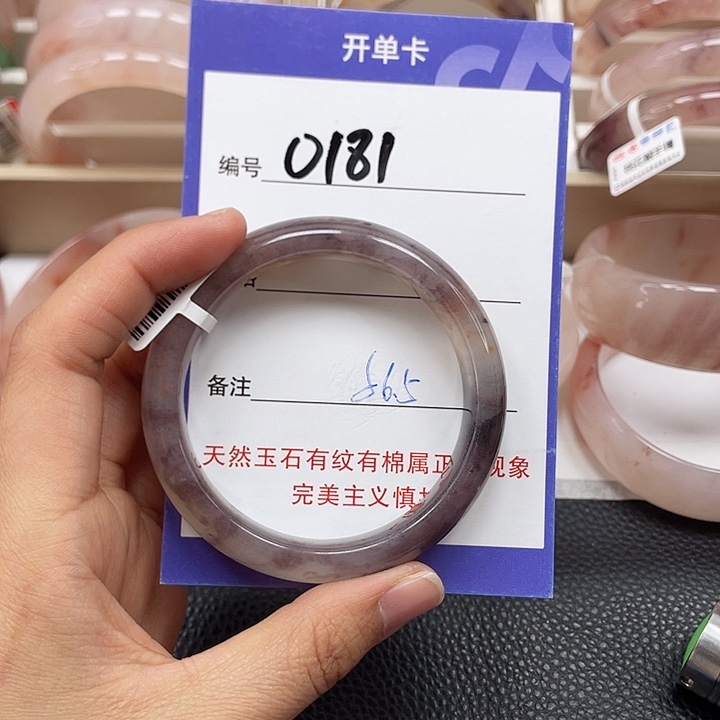 开单卡
编号 0181
备注 56.5
天然玉石有纹有棉属正
现象
完美主义慎